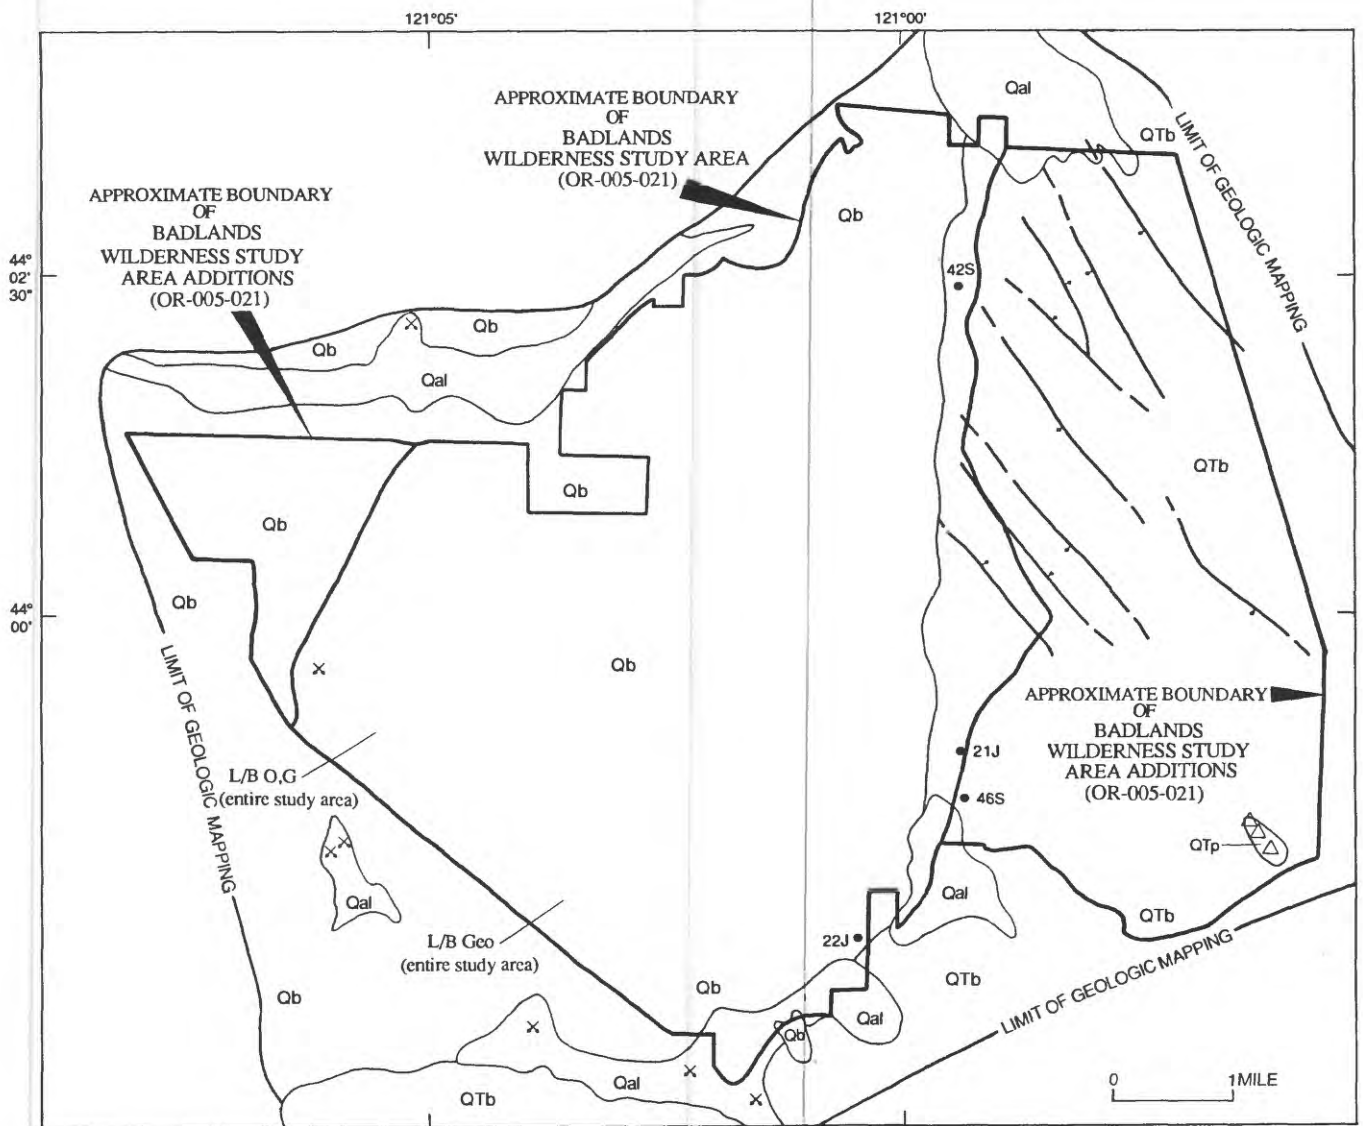 121°05'
121°00'
APPROXIMATE BOUNDARY
OF
BADLANDS
WILDERNESS STUDY AREA
(OR-005-021)
Qal
QTb
LIMIT OF GEOLOGIC MAPPING
APPROXIMATE BOUNDARY
OF
BADLANDS
WILDERNESS STUDY
AREA ADDITIONS
(OR-005-021)
Qb
44°
02'
30"
42S
Qb
Qb
Qal
QTb
Qb
Qb
Qb
44°
00'
Qb
LIMIT OF GEOLOGIC MAPPING
APPROXIMATE BOUNDARY
OF
BADLANDS
WILDERNESS STUDY
AREA ADDITIONS
(OR-005-021)
21J
L/B O,G
(entire study area)
46S
QTp
Qal
Qal
QTb
22J
L/B Geo
(entire study area)
QTb
Qb
Qb
LIMIT OF GEOLOGIC MAPPING
Qal
Qb
Qal
QTb
0 1 MILE